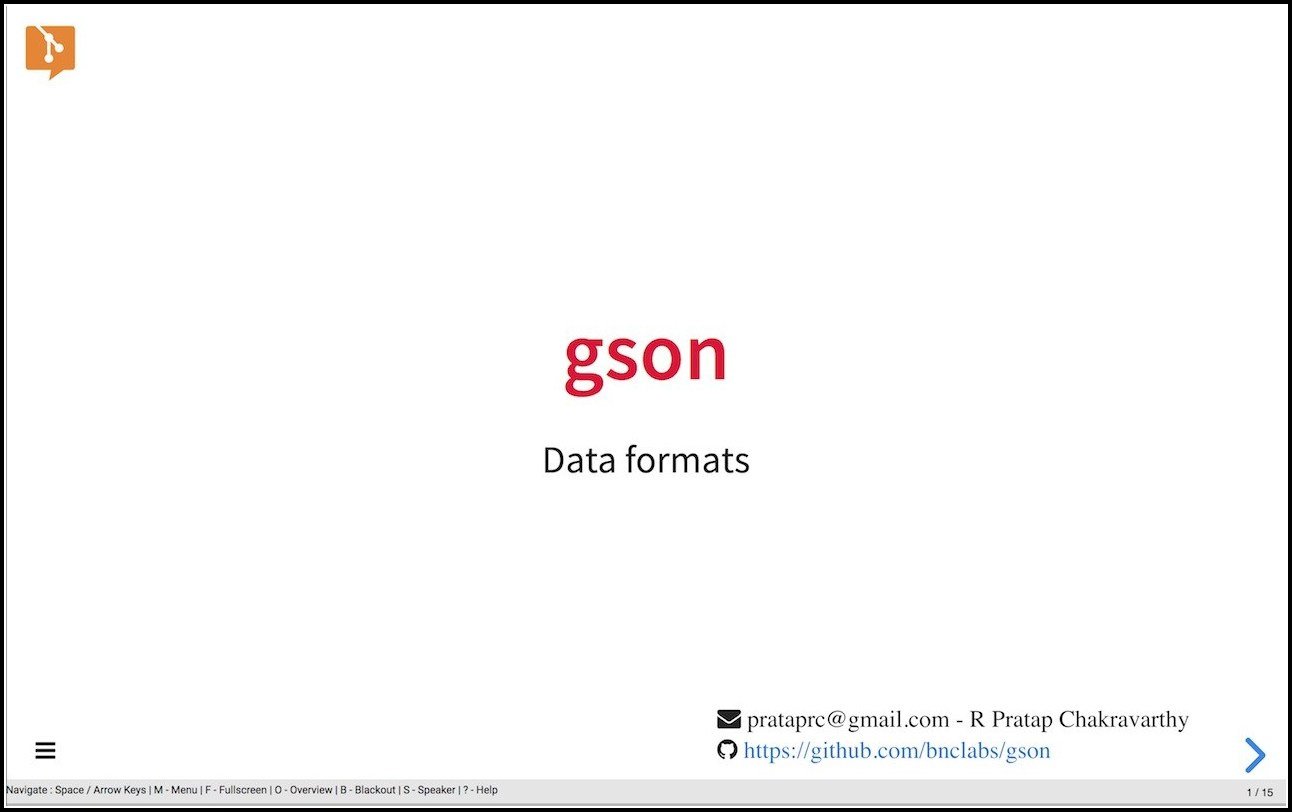 gson
Data formats
prataprc@gmail.com - R Pratap Chakravarthy
https://github.com/bnclabs/gson
Navigate : Space / Arrow Keys | M - Menu | F - Fullscreen | O - Overview | B - Blackout | S - Speaker | ? - Help
1 / 15